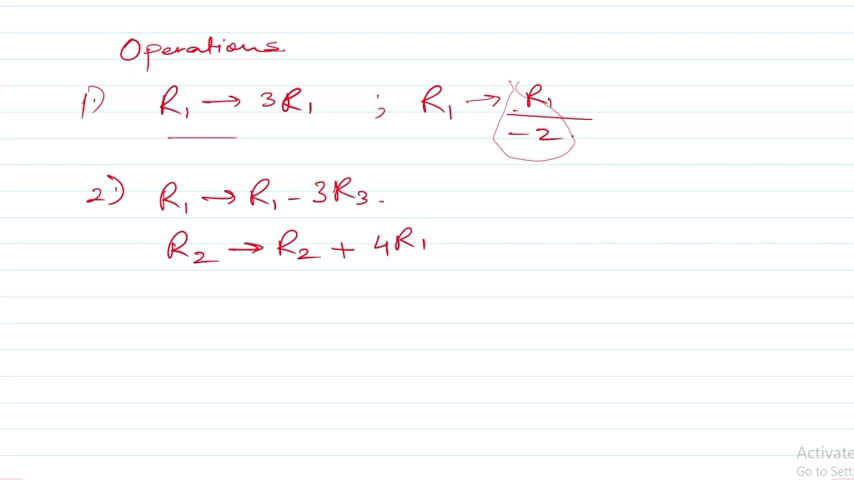 Operations
1) R₁ → 3R₁ ; R₁ → R₁/-2
2) R₁ → R₁ - 3R₃.
R₂ → R₂ + 4R₁
Activate
Go to Setti